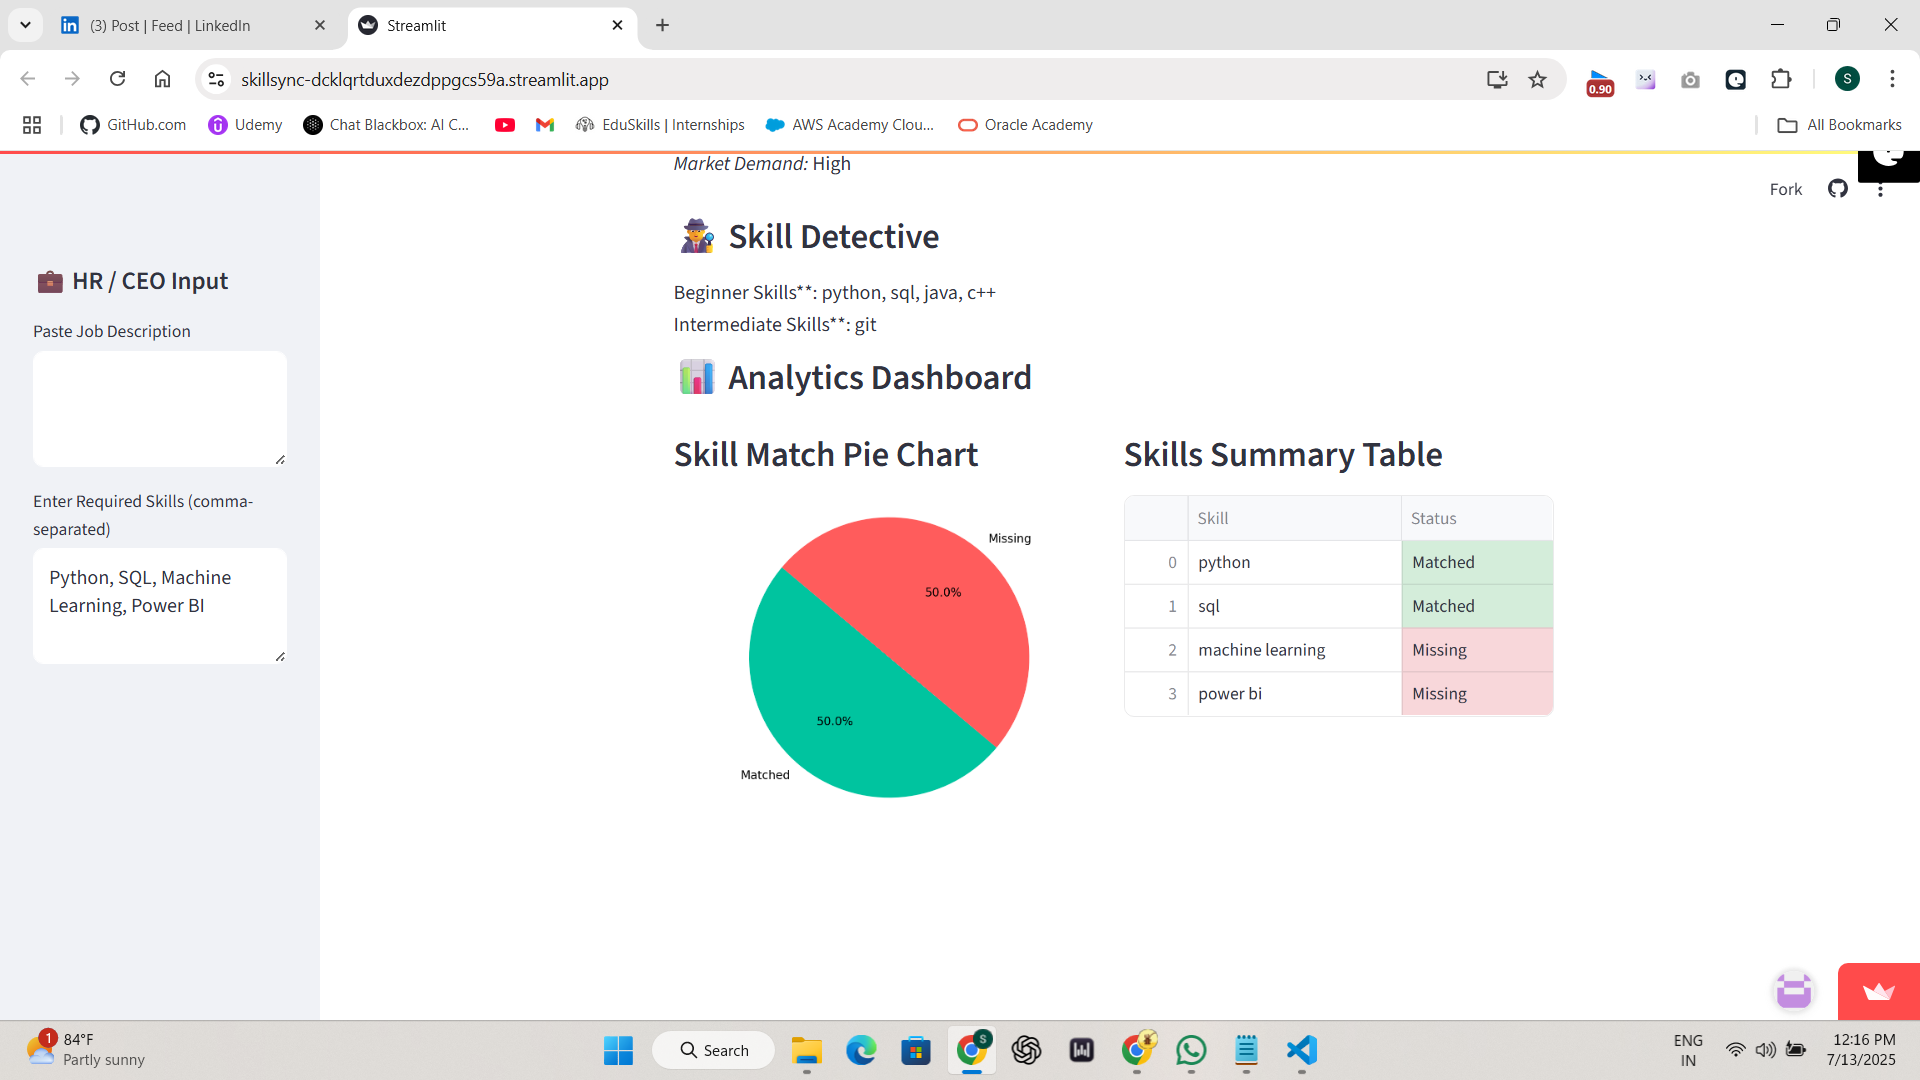 (3) Post | Feed | LinkedIn
Streamlit
skillsync-dcklqrtduxdezdppgcs59a.streamlit.app
0.90
S
GitHub.com
Udemy
Chat Blackbox: AI C...
EduSkills | Internships
AWS Academy Clou...
Oracle Academy
All Bookmarks
Fork
HR / CEO Input
Paste Job Description
Enter Required Skills (comma-
separated)
Python, SQL, Machine
Learning, Power BI
Market Demand: High
Skill Detective
Beginner Skills**: python, sql, java, c++
Intermediate Skills**: git
Analytics Dashboard
Skill Match Pie Chart
Missing
50.0%
50.0%
Matched
Skills Summary Table
Skill Status
0 python Matched
1 sql Matched
2 machine learning Missing
3 power bi Missing
1
84°F
Partly sunny
Search
S
ENG
IN
12:16 PM
7/13/2025